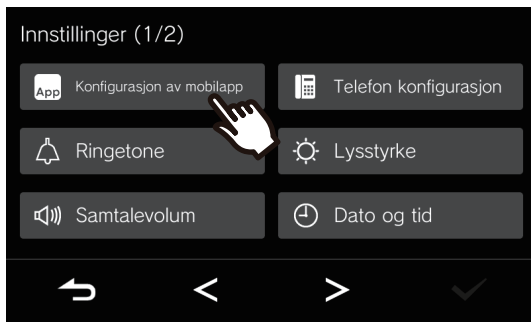 Innstillinger (1/2)
App Konfigurasjon av mobilapp
Telefon konfigurasjon
Ringetone
Lysstyrke
Samtalevolum
Dato og tid